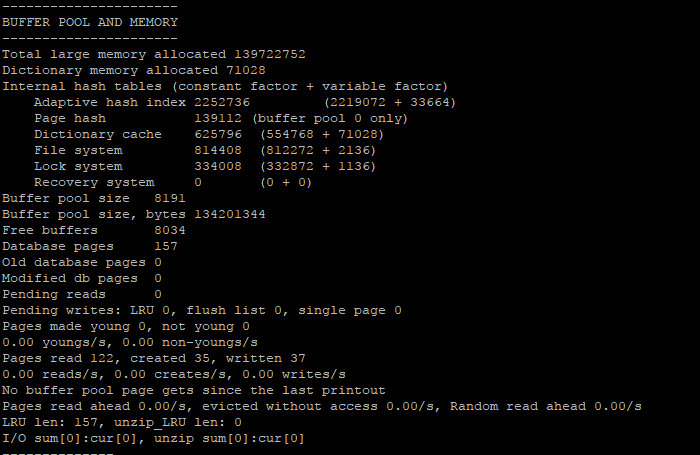 ----------------------
BUFFER POOL AND MEMORY
----------------------
Total large memory allocated 139722752
Dictionary memory allocated 71028
Internal hash tables (constant factor + variable factor)
    Adaptive hash index 2252736         (2219072 + 33664)
    Page hash           139112 (buffer pool 0 only)
    Dictionary cache    625796  (554768 + 71028)
    File system         814408  (812272 + 2136)
    Lock system         334008  (332872 + 1136)
    Recovery system     0       (0 + 0)
Buffer pool size   8191
Buffer pool size, bytes 134201344
Free buffers       8034
Database pages     157
Old database pages 0
Modified db pages  0
Pending reads      0
Pending writes: LRU 0, flush list 0, single page 0
Pages made young 0, not young 0
0.00 youngs/s, 0.00 non-youngs/s
Pages read 122, created 35, written 37
0.00 reads/s, 0.00 creates/s, 0.00 writes/s
No buffer pool page gets since the last printout
Pages read ahead 0.00/s, evicted without access 0.00/s, Random read ahead 0.00/s
LRU len: 157, unzip_LRU len: 0
I/O sum[0]:cur[0], unzip sum[0]:cur[0]
--------------